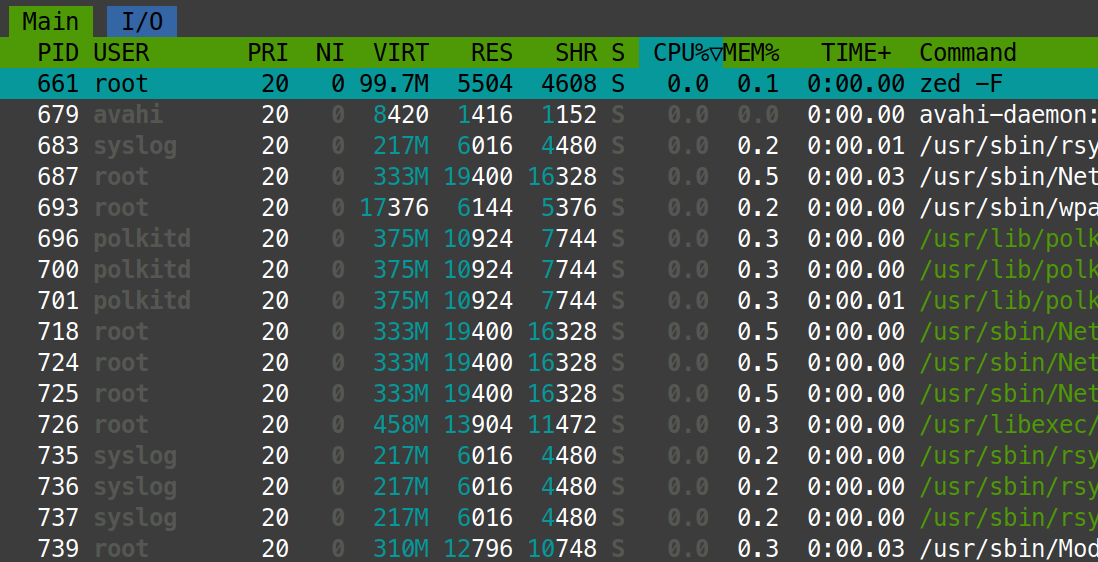 Main I/O
PID USER PRI NI VIRT RES SHR S CPU%▽MEM% TIME+ Command
661 root 20 0 99.7M 5504 4608 S 0.0 0.1 0:00.00 zed -F
679 avahi 20 0 8420 1416 1152 S 0.0 0.0 0:00.00 avahi-daemon:
683 syslog 20 0 217M 6016 4480 S 0.0 0.2 0:00.01 /usr/sbin/rsy
687 root 20 0 333M 19400 16328 S 0.0 0.5 0:00.03 /usr/sbin/Net
693 root 20 0 17376 6144 5376 S 0.0 0.2 0:00.00 /usr/sbin/wpa
696 polkitd 20 0 375M 10924 7744 S 0.0 0.3 0:00.00 /usr/lib/polk
700 polkitd 20 0 375M 10924 7744 S 0.0 0.3 0:00.00 /usr/lib/polk
701 polkitd 20 0 375M 10924 7744 S 0.0 0.3 0:00.01 /usr/lib/polk
718 root 20 0 333M 19400 16328 S 0.0 0.5 0:00.00 /usr/sbin/Net
724 root 20 0 333M 19400 16328 S 0.0 0.5 0:00.00 /usr/sbin/Net
725 root 20 0 333M 19400 16328 S 0.0 0.5 0:00.00 /usr/sbin/Net
726 root 20 0 458M 13904 11472 S 0.0 0.3 0:00.00 /usr/libexec/
735 syslog 20 0 217M 6016 4480 S 0.0 0.2 0:00.00 /usr/sbin/rsy
736 syslog 20 0 217M 6016 4480 S 0.0 0.2 0:00.00 /usr/sbin/rsy
737 syslog 20 0 217M 6016 4480 S 0.0 0.2 0:00.00 /usr/sbin/rsy
739 root 20 0 310M 12796 10748 S 0.0 0.3 0:00.03 /usr/sbin/Mod